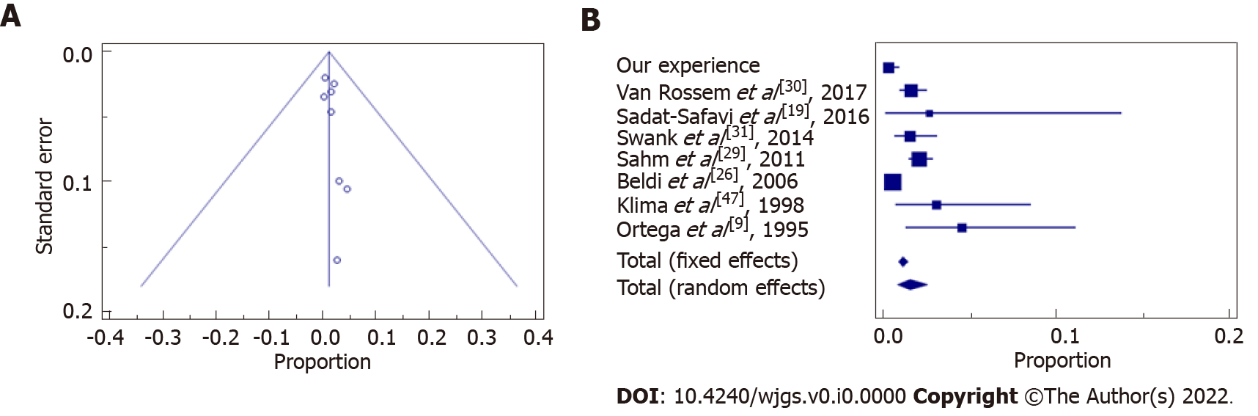 A
0.0
0.1
0.2
Standard error
-0.4 -0.3 -0.2 -0.1 0.0 0.1 0.2 0.3 0.4
Proportion
B
Our experience
Van Rossem et al[30], 2017
Sadat-Safavi et al[19], 2016
Swank et al[31], 2014
Sahm et al[29], 2011
Beldi et al[26], 2006
Klima et al[47], 1998
Ortega et al[9], 1995
Total (fixed effects)
Total (random effects)
0.0 0.1 0.2
Proportion
DOI: 10.4240/wjgs.v0.i0.0000 Copyright ©The Author(s) 2022.